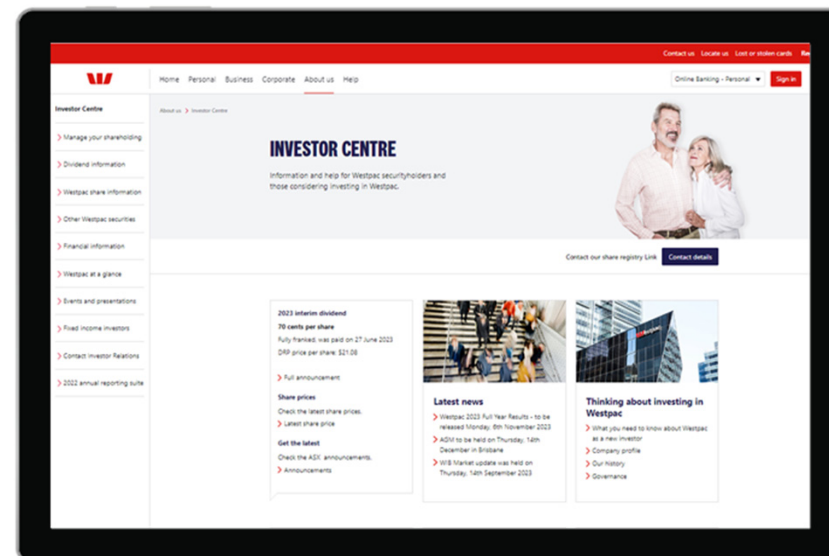 Contact us Locate us Lost or stolen cards
Home Personal Business Corporate About us Help
Online Banking - Personal
Sign in
Investor Centre
Manage your shareholding
Dividend information
Westpac share information
Other Westpac securities
Financial information
Westpac at a glance
Events and presentations
Fixed income investors
Contact Investor Relations
2022 annual reporting suite
About us > Investor Centre
INVESTOR CENTRE
Information and help for Westpac securityholders and
those considering investing in Westpac.
Contact our share registry Link
Contact details
2023 interim dividend
70 cents per share
Fully franked, was paid on 27 June 2023
DRP price per share: $21.08
Full announcement
Share prices
Check the latest share prices.
Latest share price
Get the latest
Check the ASX announcements.
Announcements
Latest news
Westpac 2023 Full Year Results - to be
released Monday, 6th November 2023
AGM to be held on Thursday, 14th
December in Brisbane
WIB Market update was held on
Thursday, 14th September 2023
Westpac
Thinking about investing in
Westpac
What you need to know about Westpac
as a new investor
Company profile
Our history
Governance